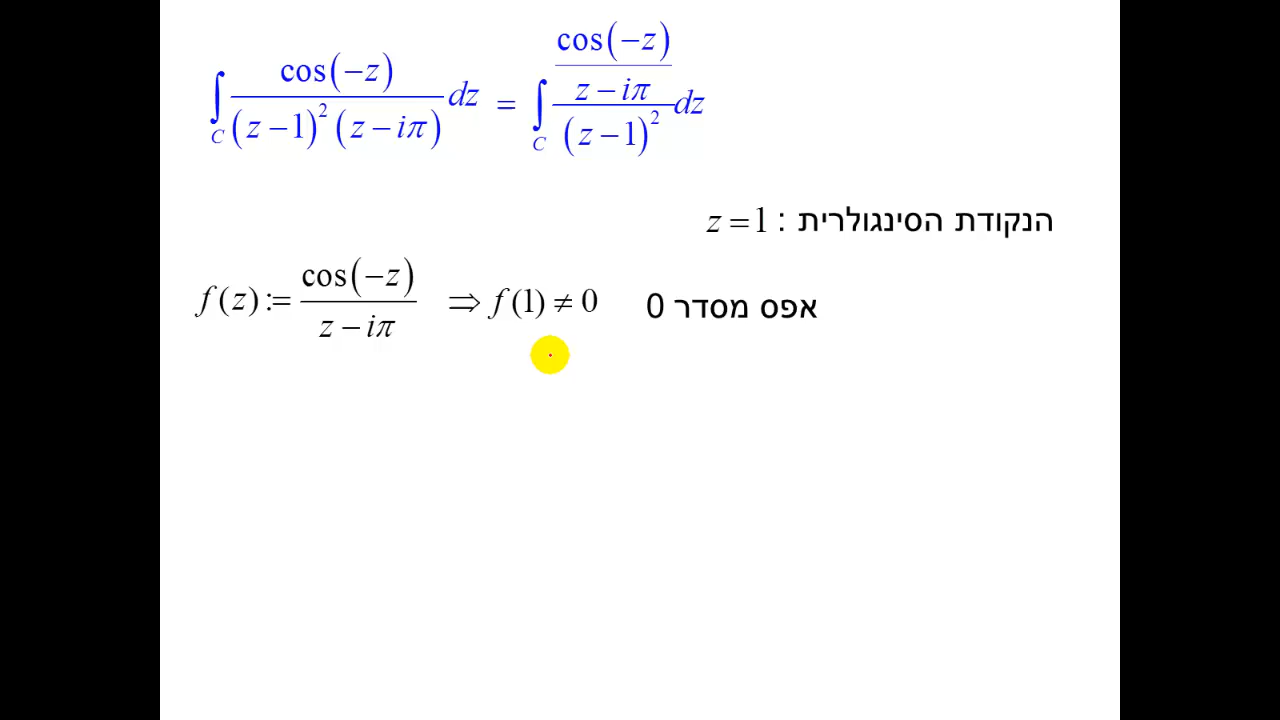 ∫_C cos(−z) / ((z−1)^2 (z−iπ)) dz = ∫_C (cos(−z) / (z−iπ)) / (z−1)^2 dz
הנקודת הסינגולרית : z = 1
f(z) := cos(−z) / (z−iπ) ⇒ f(1) ≠ 0 אפס מסדר 0